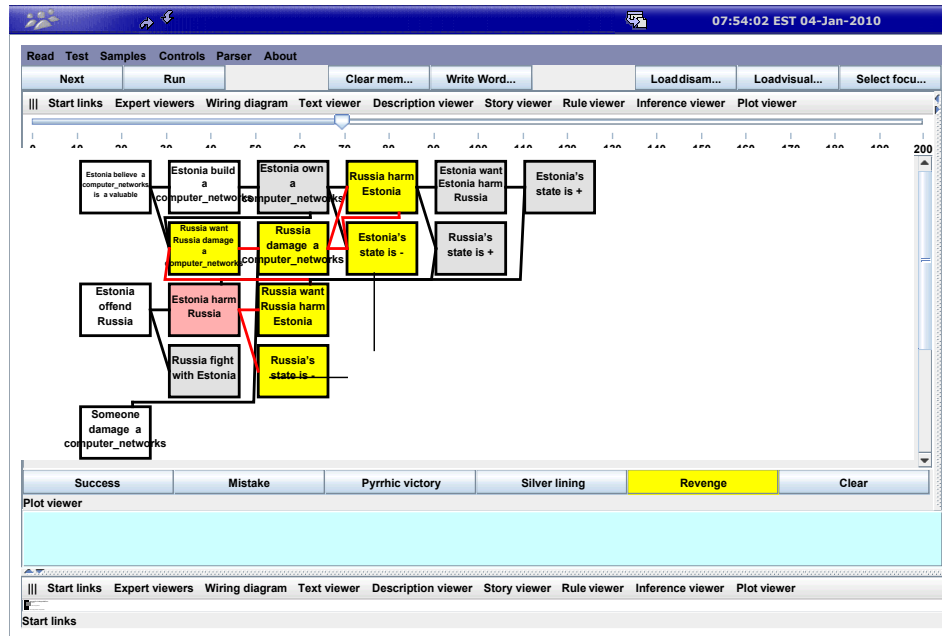 07:54:02 EST 04-Jan-2010
Read Test Samples Controls Parser About
Next Run Clear mem... Write Word... Load disam... Load visual... Select focu...
||| Start links Expert viewers Wiring diagram Text viewer Description viewer Story viewer Rule viewer Inference viewer Plot viewer
0 10 20 30 40 50 60 70 80 90 100 110 120 130 140 150 160 170 180 190 200
Estonia believe a
computer_networks
is a valuable
Estonia build
a
computer_networks
Estonia own
a
computer_networks
Russia harm
Estonia
Estonia want
Estonia harm
Russia
Estonia's
state is +
Russia want
Russia damage
a
computer_networks
Russia
damage a
computer_networks
Estonia's
state is -
Russia's
state is +
Estonia
offend
Russia
Estonia harm
Russia
Russia want
Russia harm
Estonia
Russia fight
with Estonia
Russia's
state is -
Someone
damage a
computer_networks
Success Mistake Pyrrhic victory Silver lining Revenge Clear
Plot viewer
||| Start links Expert viewers Wiring diagram Text viewer Description viewer Story viewer Rule viewer Inference viewer Plot viewer
Start links